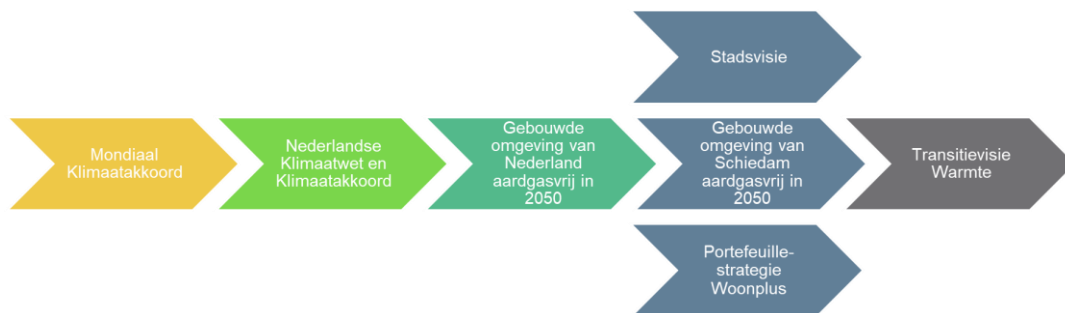 Stadsvisie
Mondiaal
Klimaatakkoord
Nederlandse
Klimaatwet en
Klimaatakkoord
Gebouwde
omgeving van
Nederland
aardgasvrij in
2050
Gebouwde
omgeving van
Schiedam
aardgasvrij in
2050
Transitievisie
Warmte
Portefeuille-
strategie
Woonplus